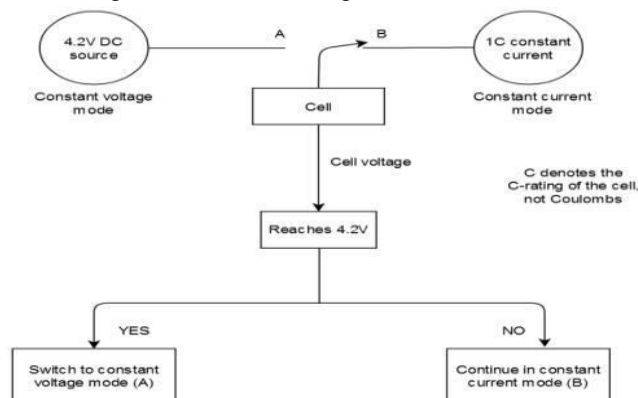 4.2V DC
source
A
B
1C constant
current
Constant voltage
mode
Cell
Constant current
mode
Cell voltage
C denotes the
C-rating of the cell,
not Coulombs
Reaches 4.2V
YES
NO
Switch to constant
voltage mode (A)
Continue in constant
current mode (B)